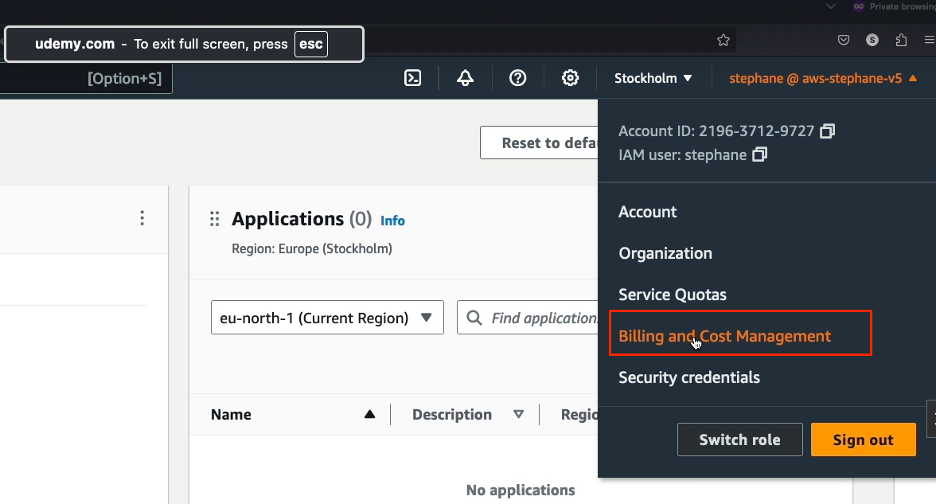 Private browsing
udemy.com - To exit full screen, press esc
[Option+S]
Stockholm ▼
stephane @ aws-stephane-v5 ▲
Account ID: 2196-3712-9727
IAM user: stephane
Reset to defau
Account
Applications (0) Info
Region: Europe (Stockholm)
Organization
Service Quotas
eu-north-1 (Current Region) ▼
Find application
Billing and Cost Management
Security credentials
Name ▲
Description ▽
Regio
Switch role
Sign out
No applications